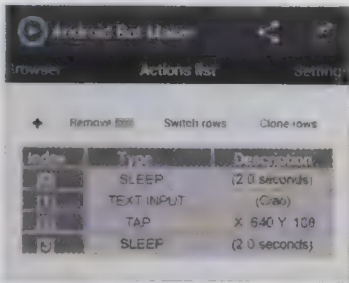 Android Bot Maker
Browser Actions list Settings
+ Remove Switch rows Clone rows
Index Type Description
SLEEP (2.0 seconds)
TEXT INPUT (Ciao)
TAP X: 640 Y: 108
SLEEP (2.0 seconds)